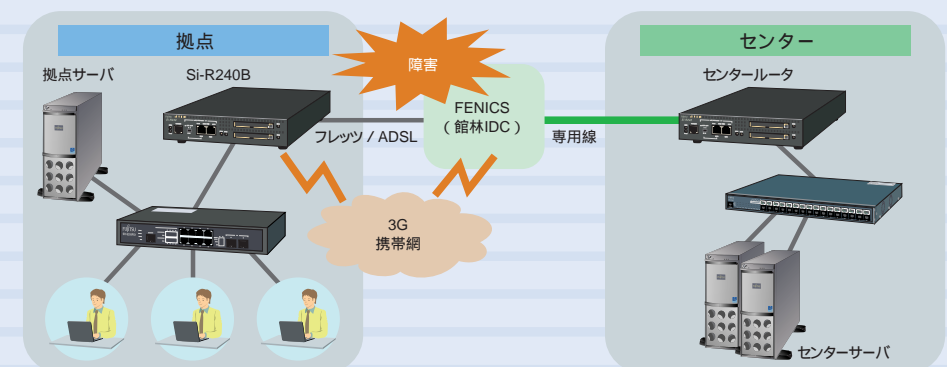 拠点
センター
拠点サーバ
Si-R240B
障害
センタールータ
FENICS
（館林IDC）
フレッツ / ADSL
専用線
3G
携帯網
FUJITSU
センターサーバ